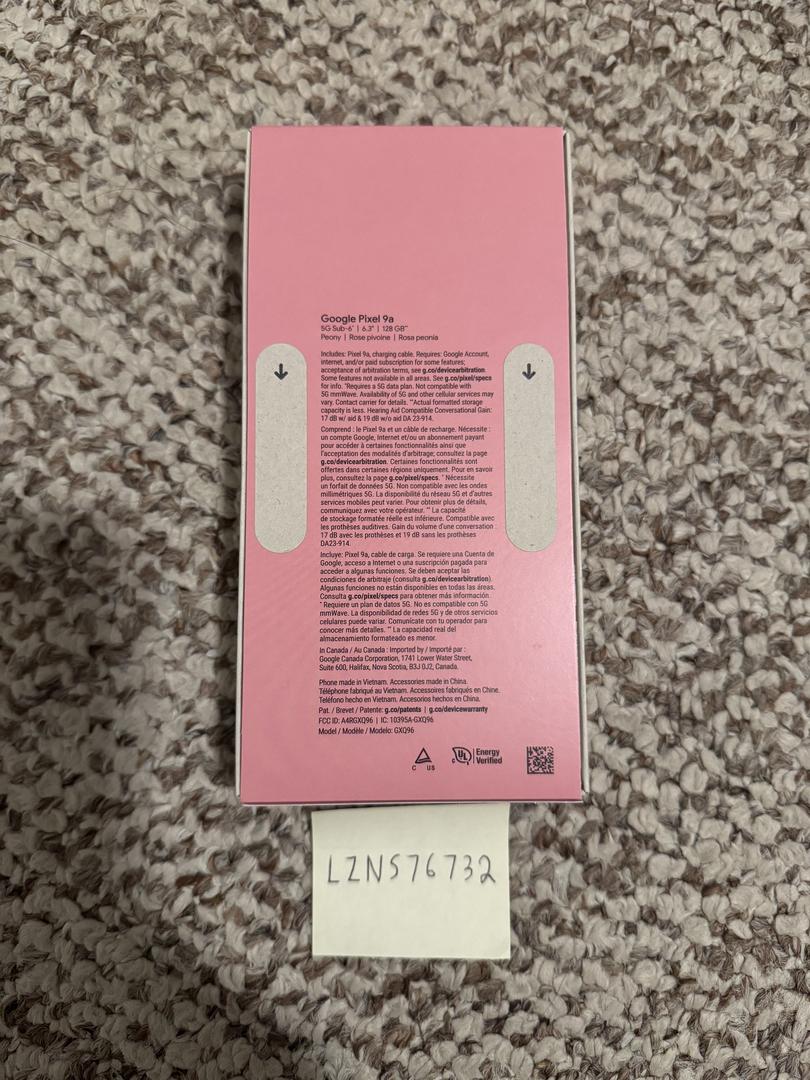 Google Pixel 9a
5G Sub-6* | 6.3" | 128 GB**
Peony | Rose pivoine | Rosa peonia
Includes: Pixel 9a, charging cable. Requires: Google Account,
internet, and/or paid subscription for some features;
acceptance of arbitration terms, see g.co/devicearbitration.
Some features not available in all areas. See g.co/pixel/specs
for info. *Requires a 5G data plan. Not compatible with
5G mmWave. Availability of 5G and other cellular services may
vary. Contact carrier for details. **Actual formatted storage
capacity is less. Hearing Aid Compatible Conversational Gain:
17 dB w/ aid & 19 dB w/o aid DA 23-914.
Comprend : le Pixel 9a et un câble de recharge. Nécessite :
un compte Google, Internet et/ou un abonnement payant
pour accéder à certaines fonctionnalités ainsi que
l'acceptation des modalités d'arbitrage; consultez la page
g.co/devicearbitration. Certaines fonctionnalités sont
offertes dans certaines régions uniquement. Pour en savoir
plus, consultez la page g.co/pixel/specs. * Nécessite
un forfait de données 5G. Non compatible avec les ondes
millimétriques 5G. La disponibilité du réseau 5G et d'autres
services mobiles peut varier. Pour obtenir plus de détails,
communiquez avec votre opérateur. ** La capacité
de stockage formatée réelle est inférieure. Compatible avec
les prothèses auditives. Gain du volume d'une conversation :
17 dB avec les prothèses et 19 dB sans les prothèses
DA23-914.
Incluye: Pixel 9a, cable de carga. Se requiere una Cuenta de
Google, acceso a Internet o una suscripción pagada para
acceder a algunas funciones. Se deben aceptar las
condiciones de arbitraje (consulta g.co/devicearbitration).
Algunas funciones no están disponibles en todas las áreas.
Consulta g.co/pixel/specs para obtener más información.
* Requiere un plan de datos 5G. No es compatible con 5G
mmWave. La disponibilidad de redes 5G y de otros servicios
celulares puede variar. Comunícate con tu operador para
conocer más detalles. ** La capacidad real del
almacenamiento formateado es menor.
In Canada / Au Canada : Imported by / Importé par :
Google Canada Corporation, 1741 Lower Water Street,
Suite 600, Halifax, Nova Scotia, B3J 0J2, Canada.
Phone made in Vietnam. Accessories made in China.
Téléphone fabriqué au Vietnam. Accessoires fabriqués en Chine.
Teléfono hecho en Vietnam. Accesorios hechos en China.
Pat. / Brevet / Patente: g.co/patents | g.co/devicewarranty
FCC ID: A4RGXQ96 | IC: 10395A-GXQ96
Model / Modèle / Modelo: GXQ96
C US
C UL US Energy Verified
LZN576732